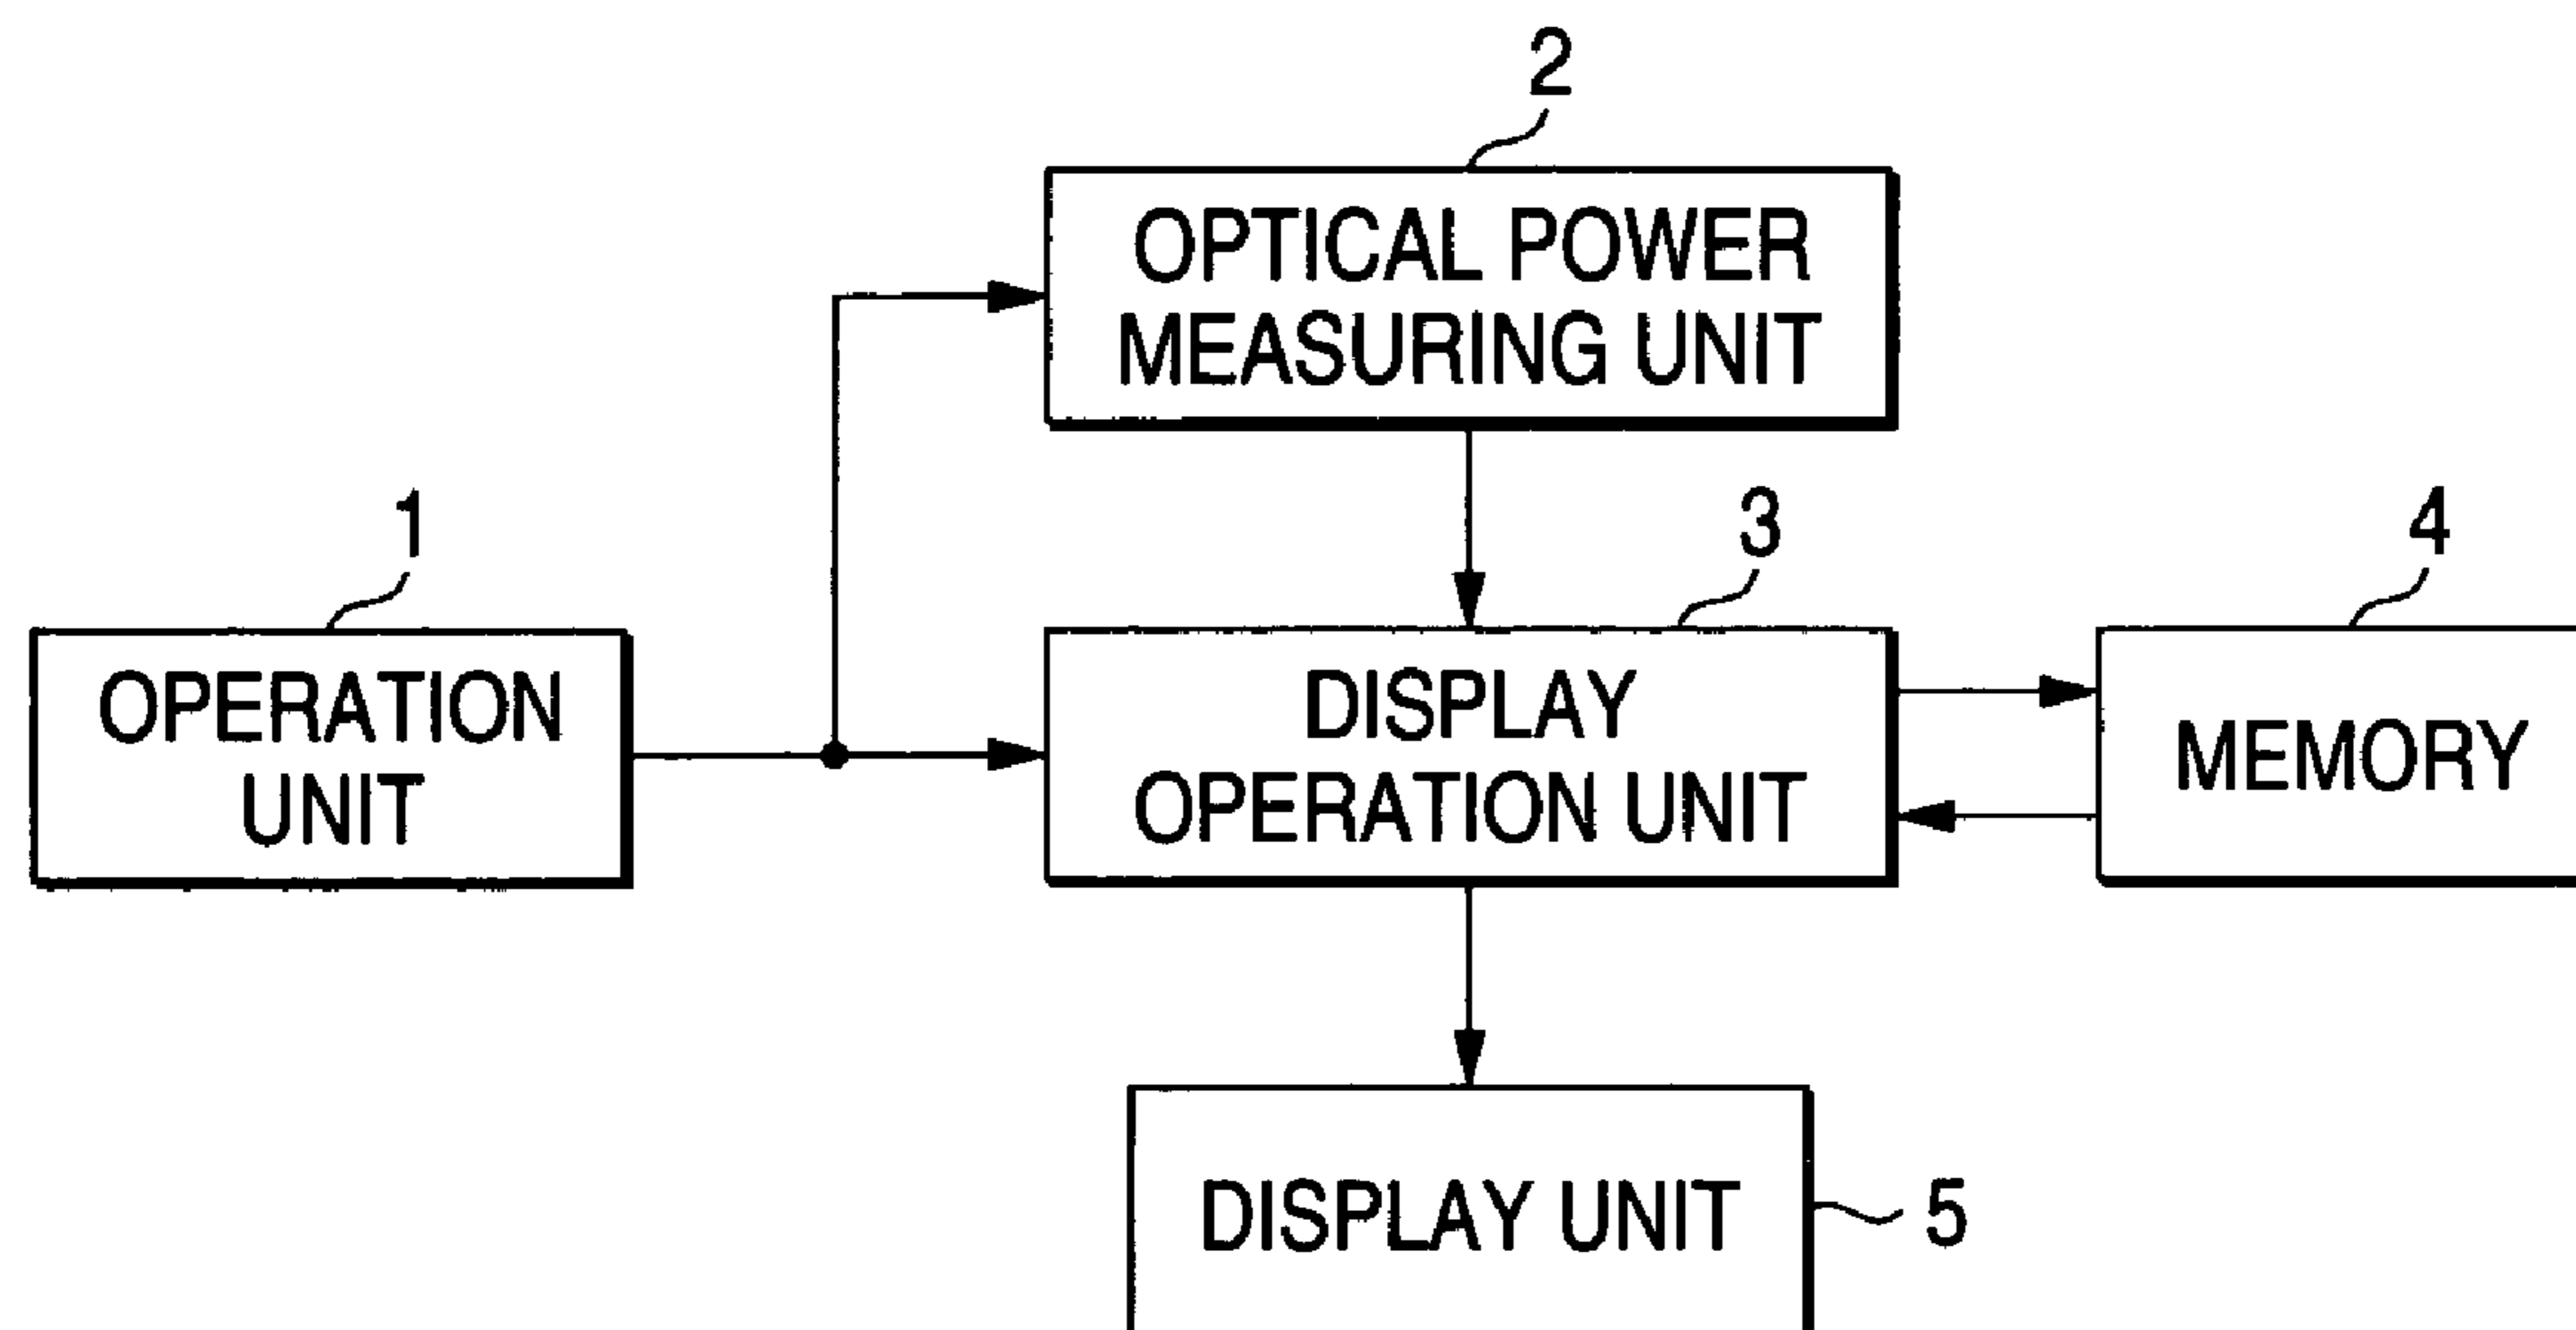 2
OPTICAL POWER
MEASURING UNIT
1
3
4
OPERATION
UNIT
DISPLAY
OPERATION UNIT
MEMORY
DISPLAY UNIT
5